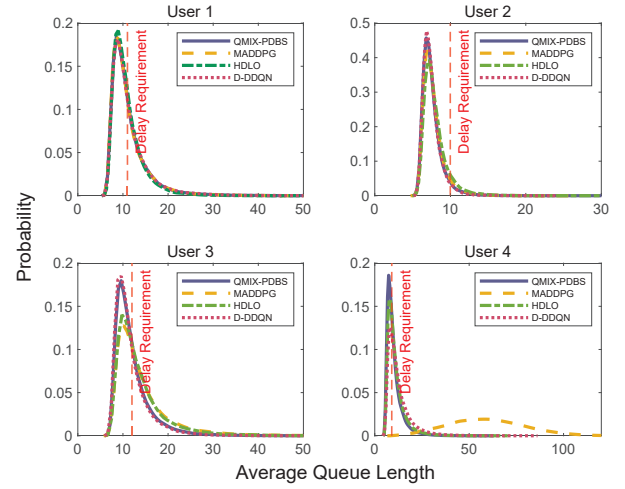 User 1
0.2
0.15
0.1
0.05
0
0 10 20 30 40 50
QMIX-PDBS
MADDPG
HDLO
D-DDQN
Delay Requirement
User 2
0.5
0.4
0.3
0.2
0.1
0
0 10 20 30
QMIX-PDBS
MADDPG
HDLO
D-DDQN
Delay Requirement
Probability
User 3
0.2
0.15
0.1
0.05
0
0 10 20 30 40 50
QMIX-PDBS
MADDPG
HDLO
D-DDQN
Delay Requirement
User 4
0.2
0.15
0.1
0.05
0
0 50 100
QMIX-PDBS
MADDPG
HDLO
D-DDQN
Delay Requirement
Average Queue Length